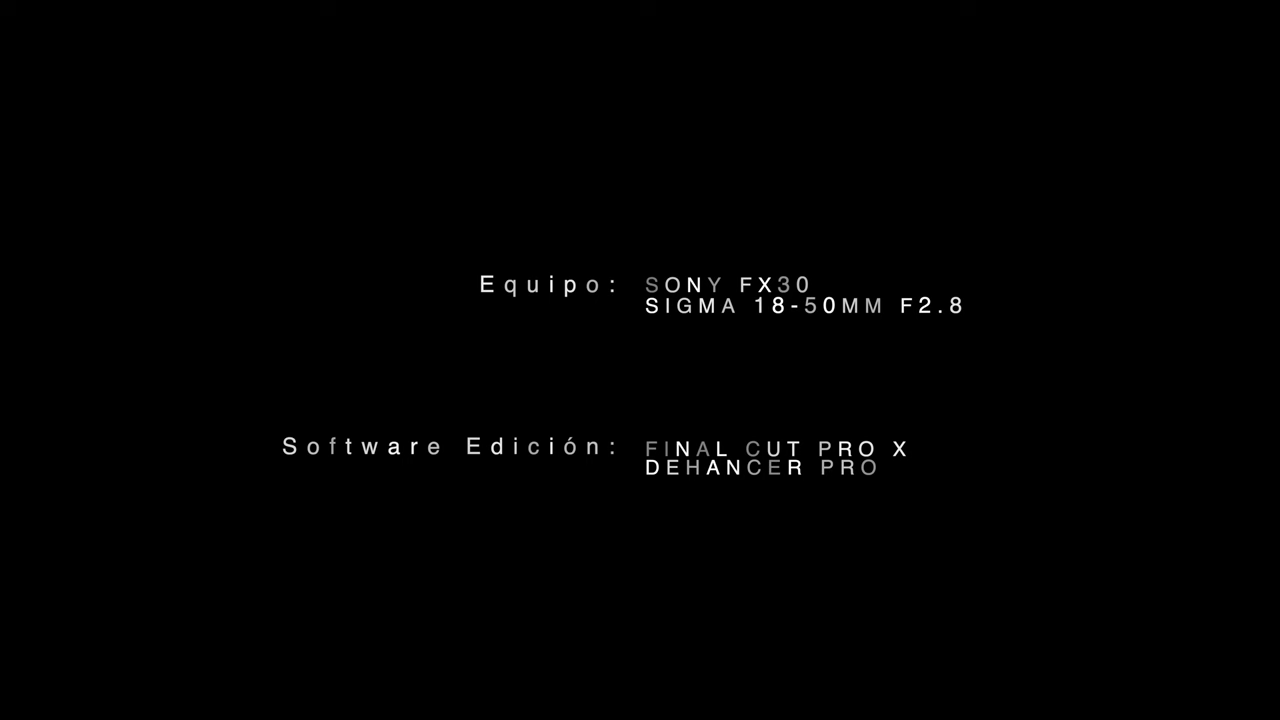 Equipo: SONY FX30
SIGMA 18-50MM F2.8
Software Edición: FINAL CUT PRO X
DEHANCER PRO